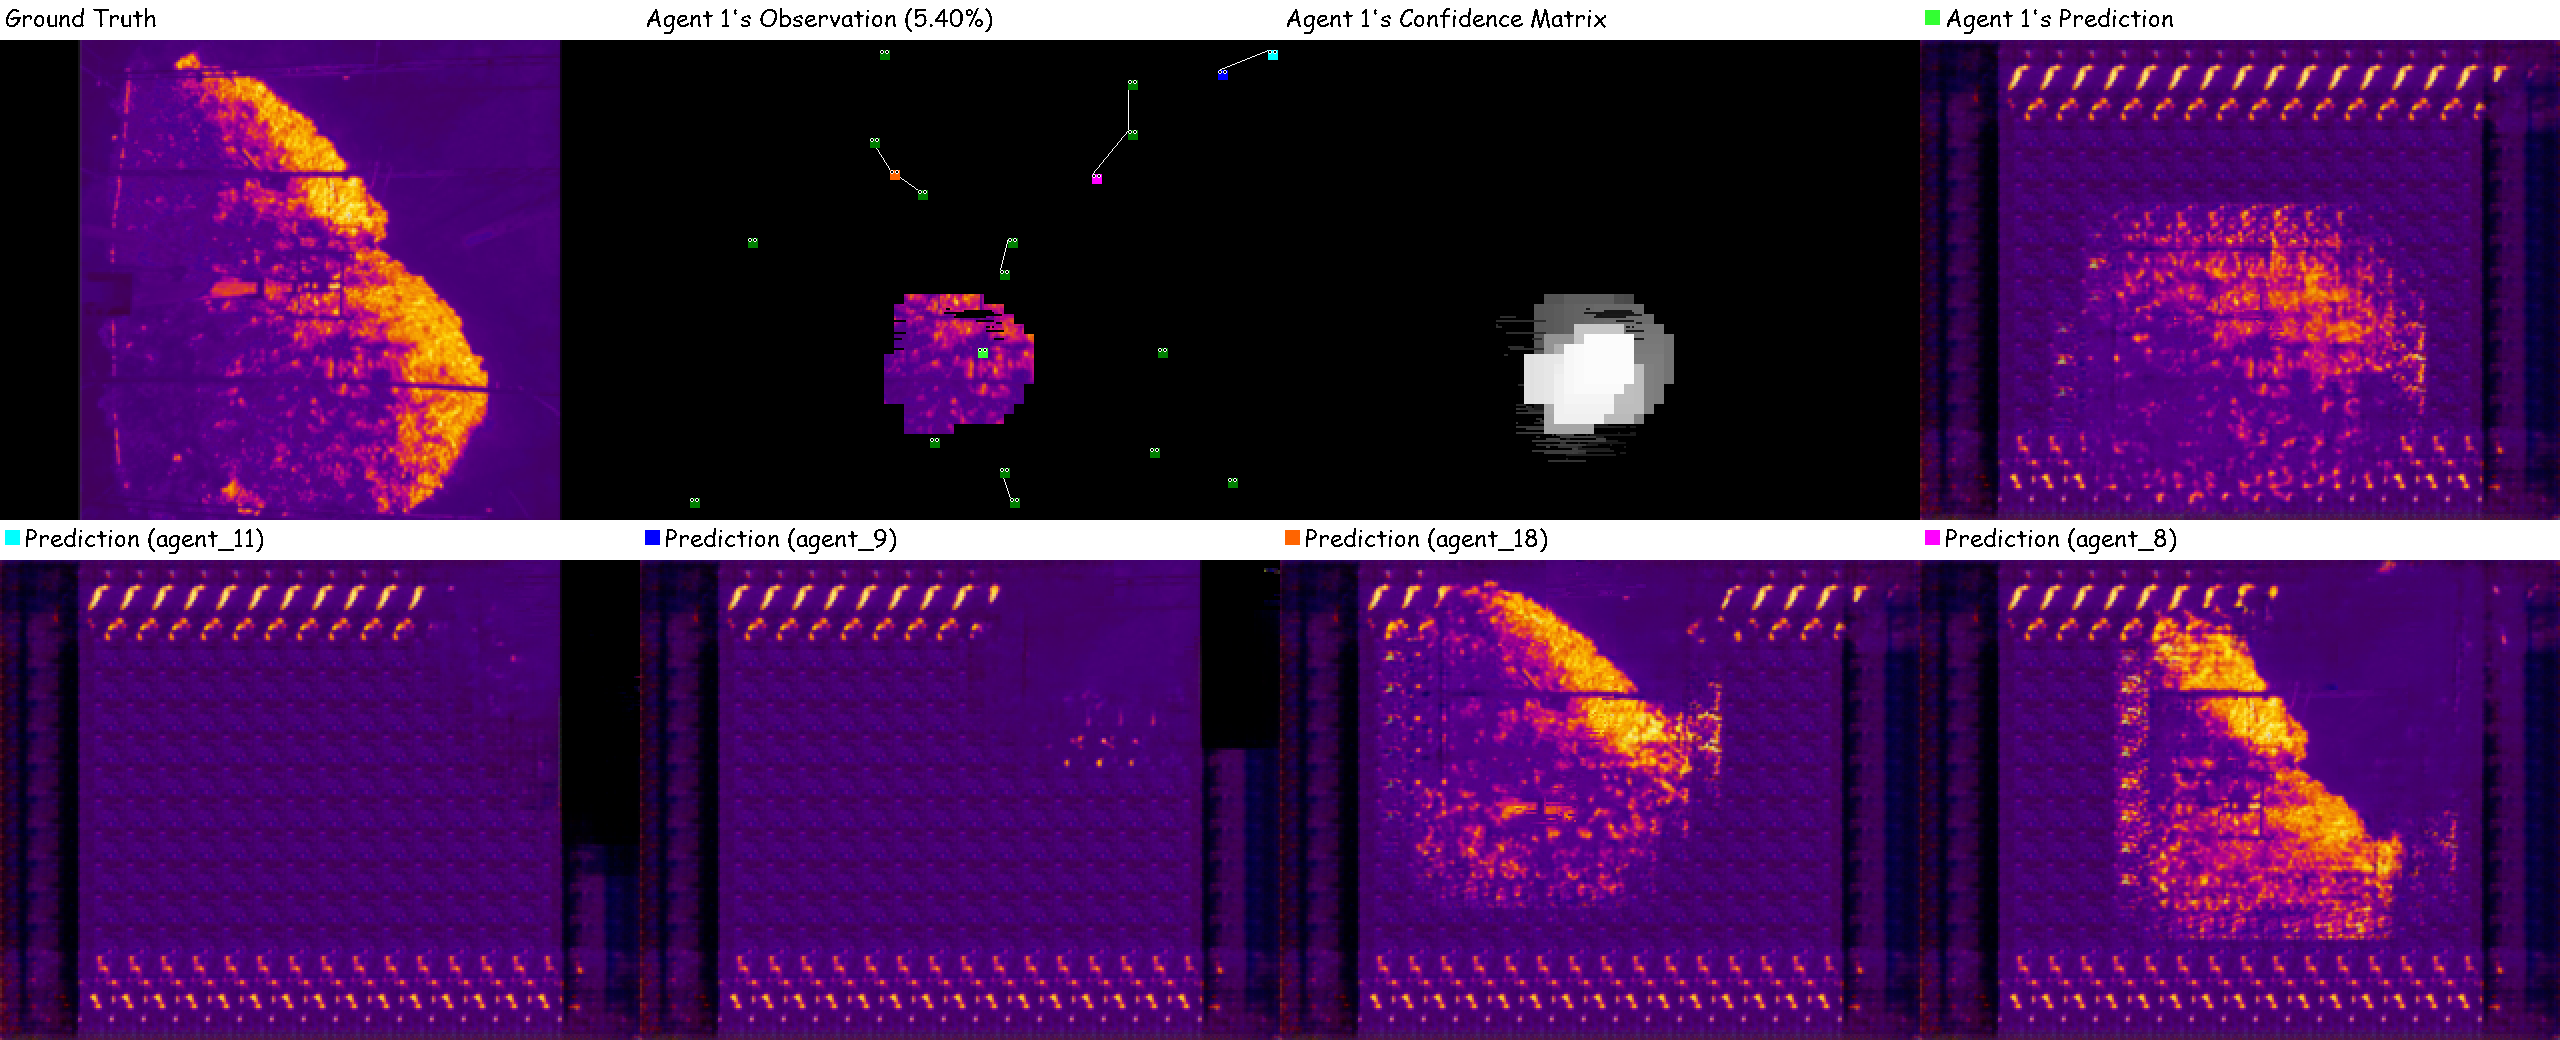 Ground Truth
Agent 1's Observation (5.40%)
Agent 1's Confidence Matrix
Agent 1's Prediction
Prediction (agent_11)
Prediction (agent_9)
Prediction (agent_18)
Prediction (agent_8)